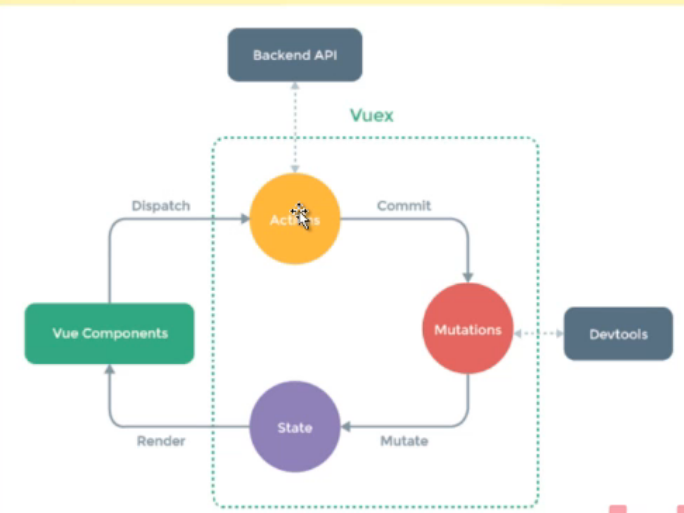 Backend API
Vuex
Dispatch
Commit
Vue Components
Mutations
Devtools
State
Render
Mutate